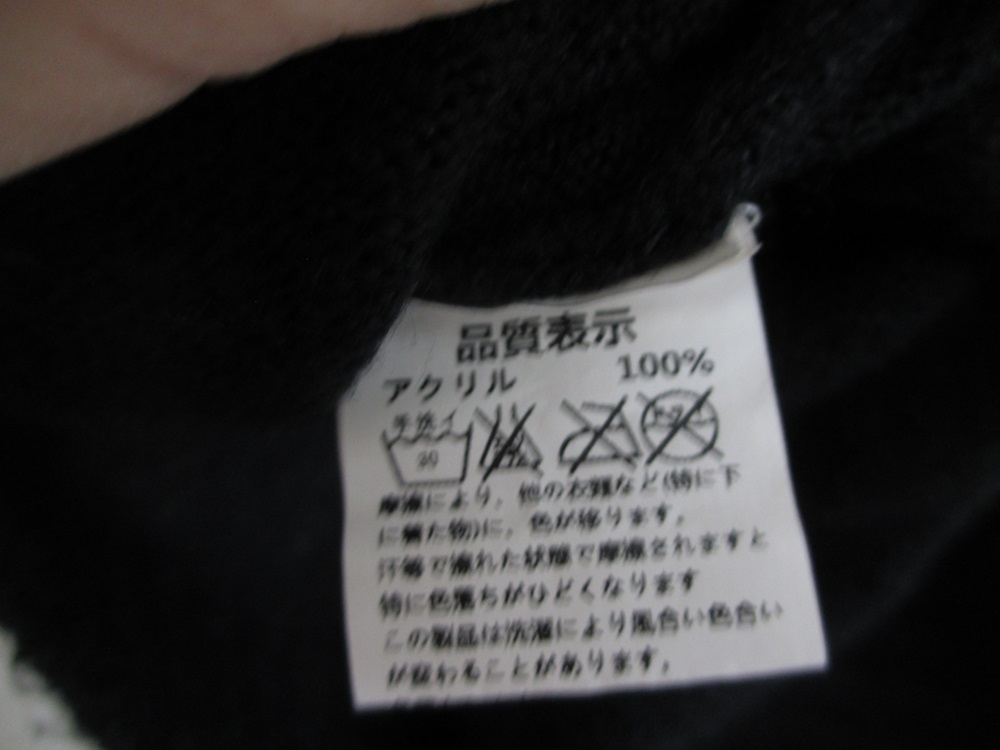 品質表示
アクリル 100%
手洗イ
30
摩擦により、他の衣類など(特に下
に着た物)に、色が移ります。
汗等で濡れた状態で摩擦されますと
特に色落ちがひどくなります
この製品は洗濯により風合い色合い
が変わることがあります。